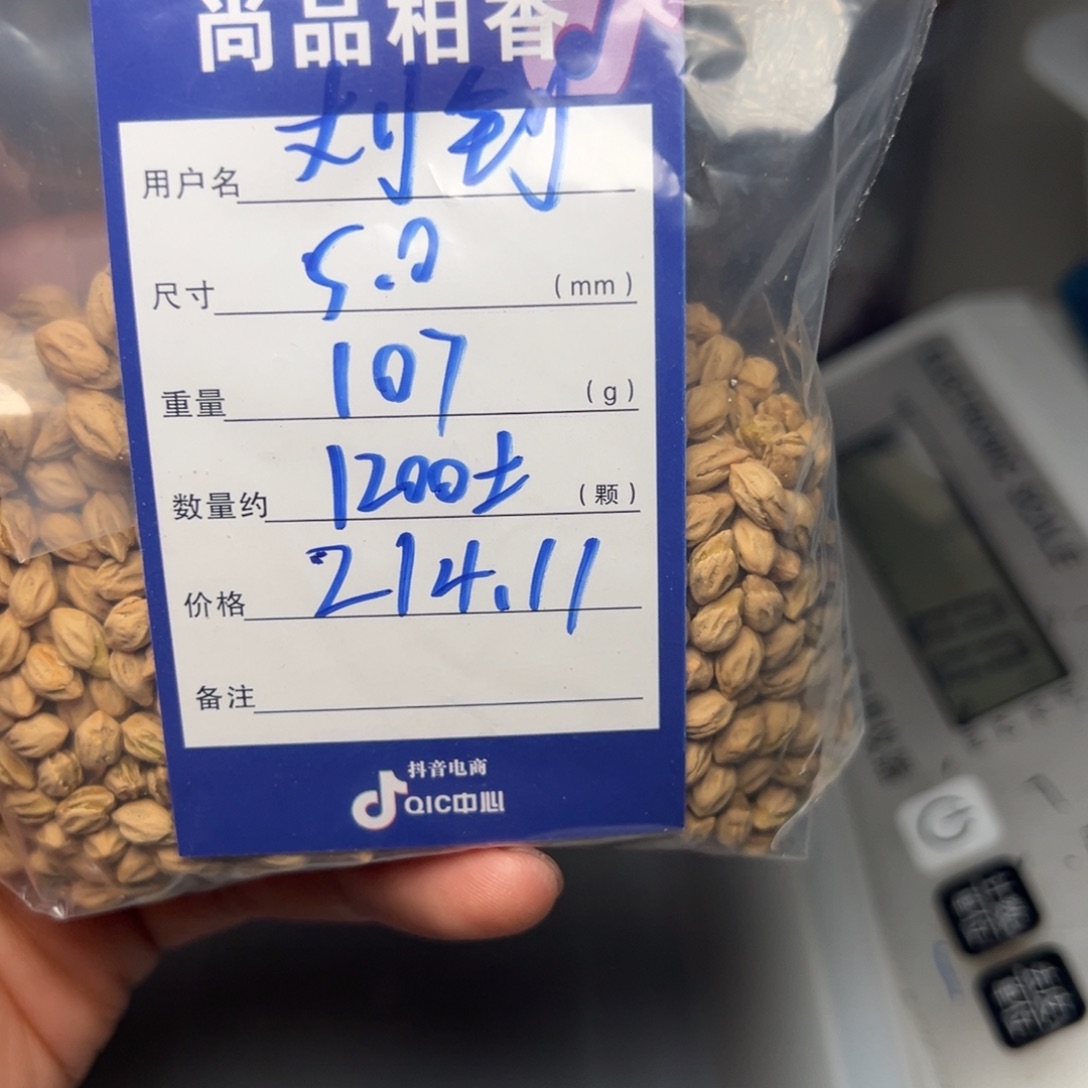 尚品柏香
用户名 刘钊
尺寸 5.0 (mm)
重量 107 (g)
数量约 1200± (颗)
价格 214.11
备注
抖音电商
QIC中心